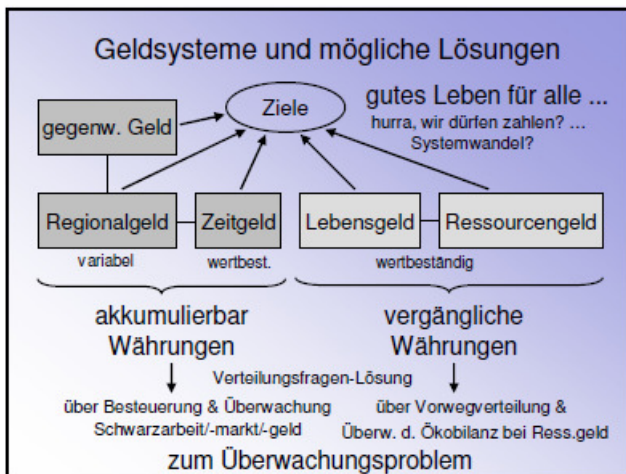 Geldsysteme und mögliche Lösungen
Ziele
gutes Leben für alle ...
hurra, wir dürfen zahlen? ...
Systemwandel?
gegenw. Geld
Regionalgeld
Zeitgeld
Lebensgeld
Ressourcengeld
variabel
wertbest.
wertbeständig
akkumulierbar
Währungen
vergängliche
Währungen
Verteilungsfragen-Lösung
über Besteuerung & Überwachung
Schwarzarbeit/-markt/-geld
über Vorwegverteilung &
Überw. d. Ökobilanz bei Ress.geld
zum Überwachungsproblem